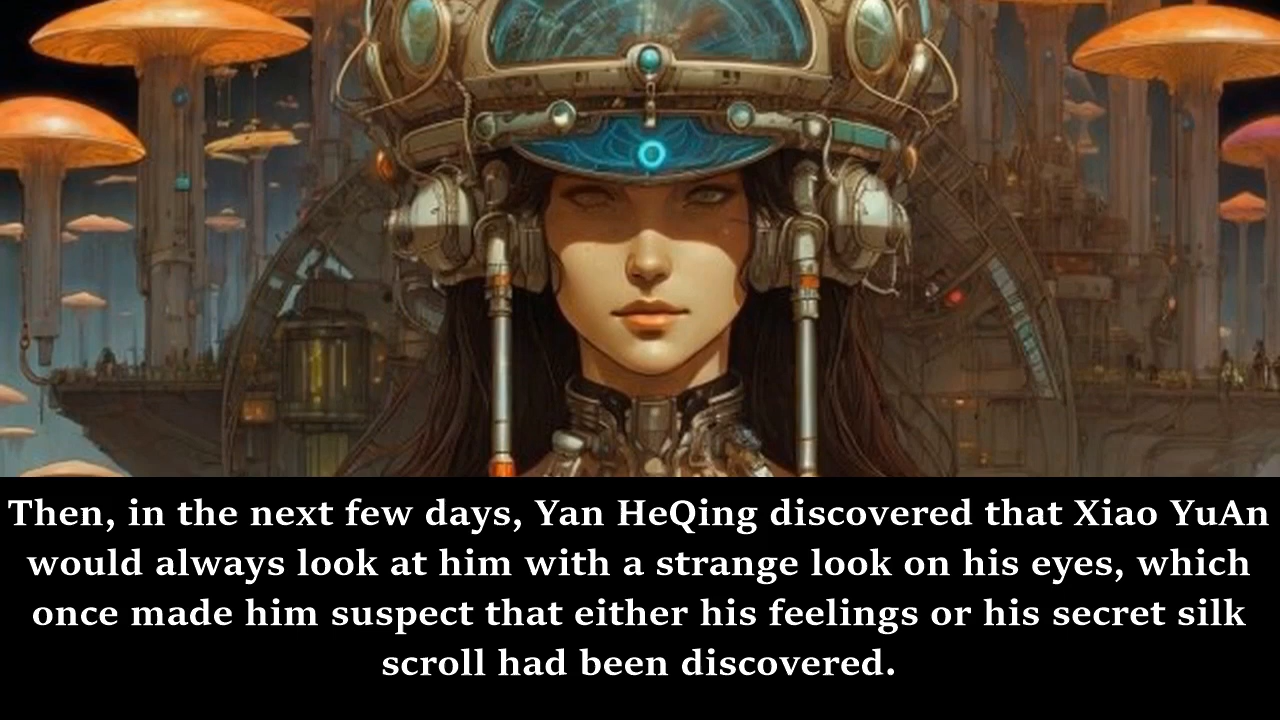 Then, in the next few days, Yan HeQing discovered that Xiao YuAn
would always look at him with a strange look on his eyes, which
once made him suspect that either his feelings or his secret silk
scroll had been discovered.